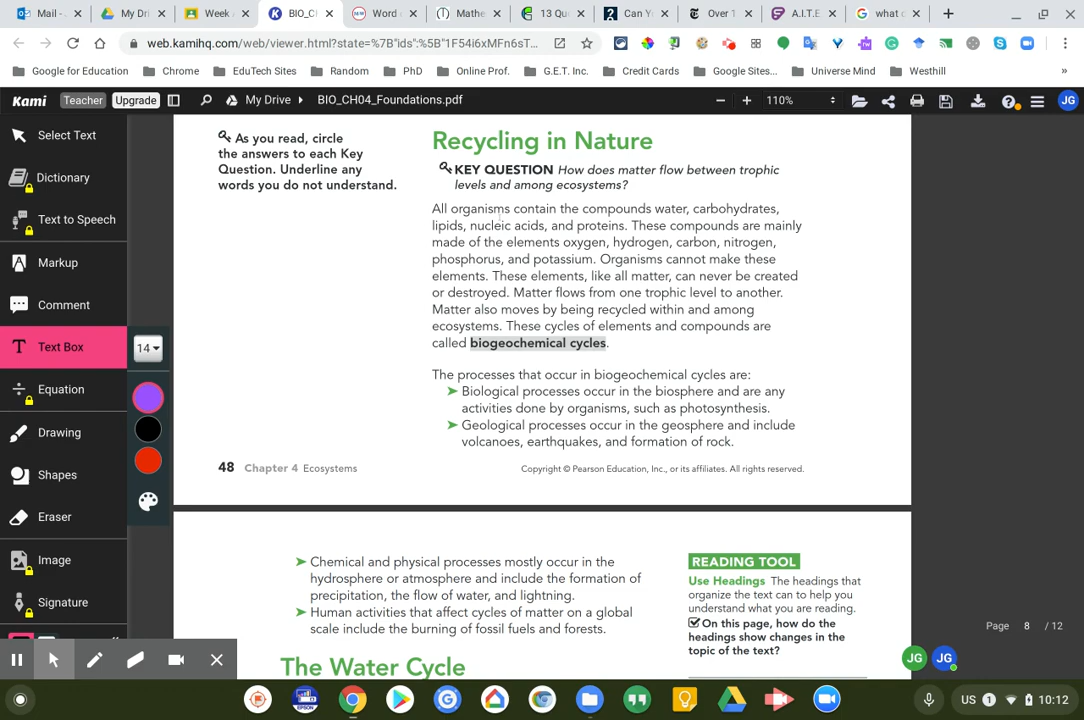 Mail -
My Dri
Week
BIO_C
Word s
Mathe
13 Qu
Can Y
Over 1
A.I.T.E
what c
web.kamihq.com/web/viewer.html?state=%7B"ids":%5B"1F54i6xMFn6sT...
Google for Education
Chrome
EduTech Sites
Random
PhD
Online Prof.
G.E.T. Inc.
Credit Cards
Google Sites...
Universe Mind
Westhill
»
Kami Teacher Upgrade My Drive BIO_CH04_Foundations.pdf 110% JG
Select Text
Dictionary
Text to Speech
Markup
Comment
Text Box
14
Equation
Drawing
Shapes
Eraser
Image
Signature
As you read, circle
the answers to each Key
Question. Underline any
words you do not understand.
Recycling in Nature
KEY QUESTION How does matter flow between trophic
levels and among ecosystems?
All organisms contain the compounds water, carbohydrates,
lipids, nucleic acids, and proteins. These compounds are mainly
made of the elements oxygen, hydrogen, carbon, nitrogen,
phosphorus, and potassium. Organisms cannot make these
elements. These elements, like all matter, can never be created
or destroyed. Matter flows from one trophic level to another.
Matter also moves by being recycled within and among
ecosystems. These cycles of elements and compounds are
called biogeochemical cycles.
The processes that occur in biogeochemical cycles are:
➤ Biological processes occur in the biosphere and are any
activities done by organisms, such as photosynthesis.
➤ Geological processes occur in the geosphere and include
volcanoes, earthquakes, and formation of rock.
48 Chapter 4 Ecosystems
Copyright © Pearson Education, Inc., or its affiliates. All rights reserved.
➤ Chemical and physical processes mostly occur in the
hydrosphere or atmosphere and include the formation of
precipitation, the flow of water, and lightning.
➤ Human activities that affect cycles of matter on a global
scale include the burning of fossil fuels and forests.
The Water Cycle
READING TOOL
Use Headings The headings that
organize the text can to help you
understand what you are reading.
On this page, how do the
headings show changes in the
topic of the text?
Page 8 / 12
JG JG
US 1 10:12